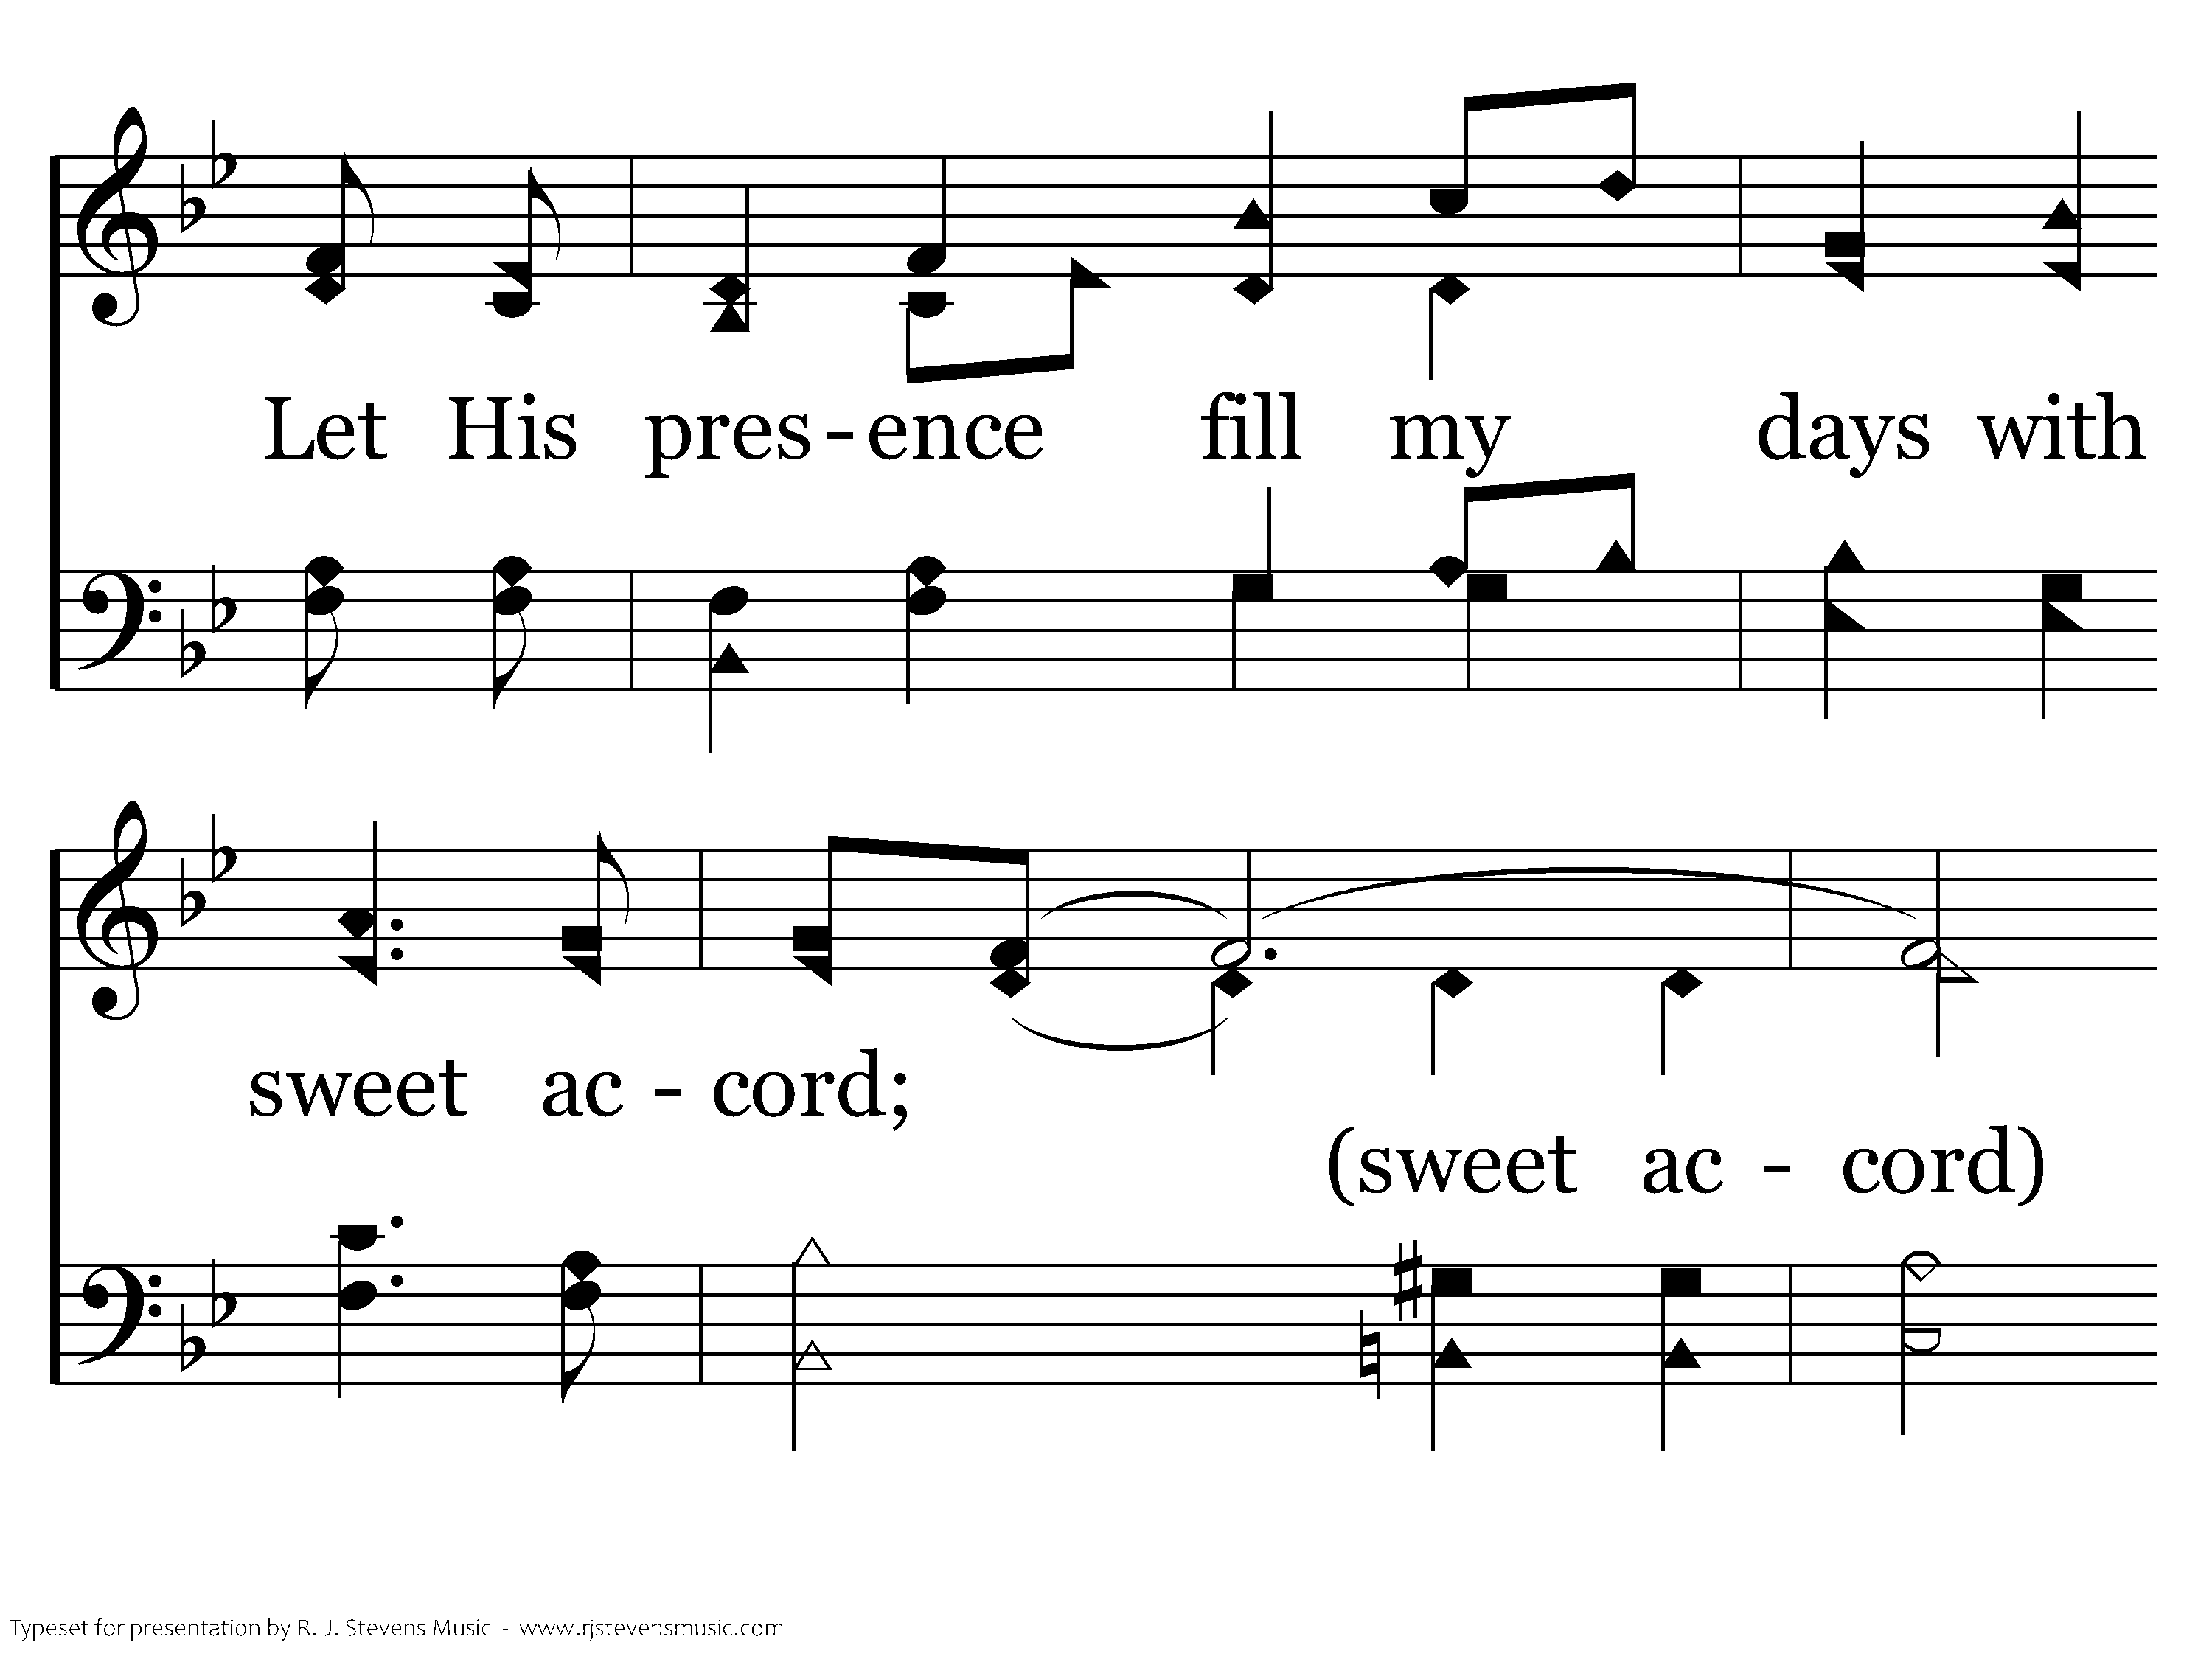 Let His pres - ence fill my days with
sweet ac - cord;
(sweet ac - cord)
Typeset for presentation by R. J. Stevens Music - www.rjstevensmusic.com